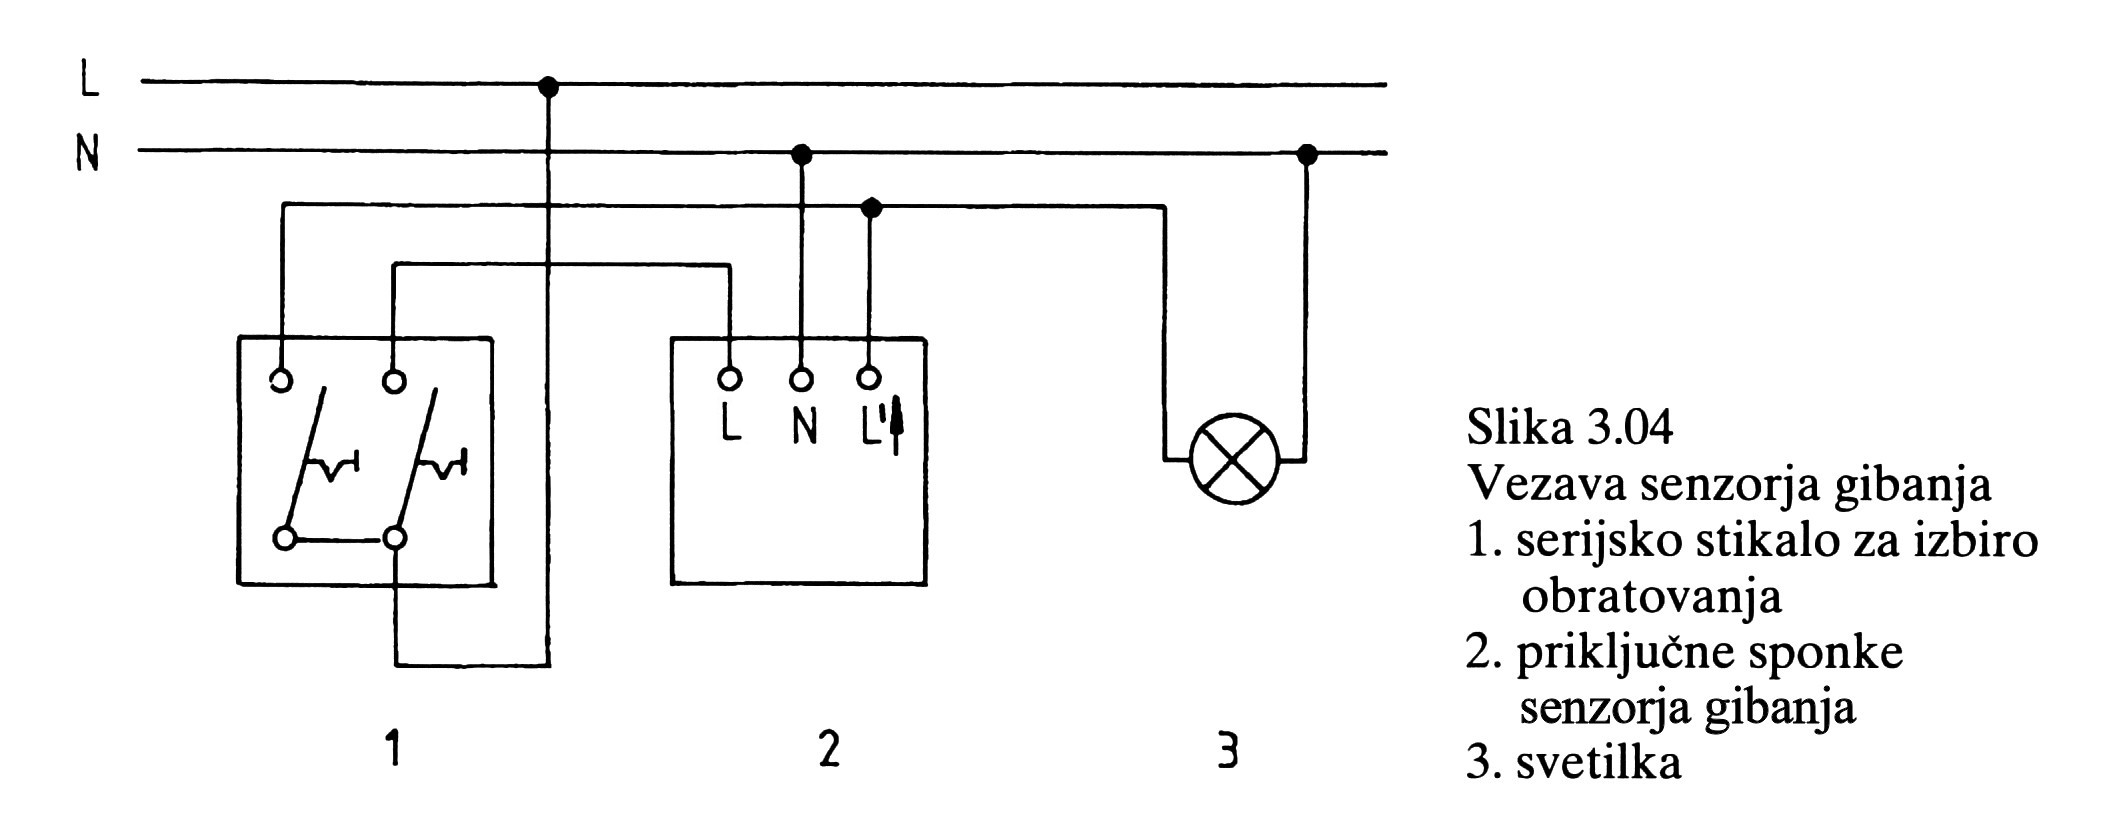 L
N
L N L'
1 2 3
Slika 3.04
Vezava senzorja gibanja
1. serijsko stikalo za izbiro
obratovanja
2. priključne sponke
senzorja gibanja
3. svetilka